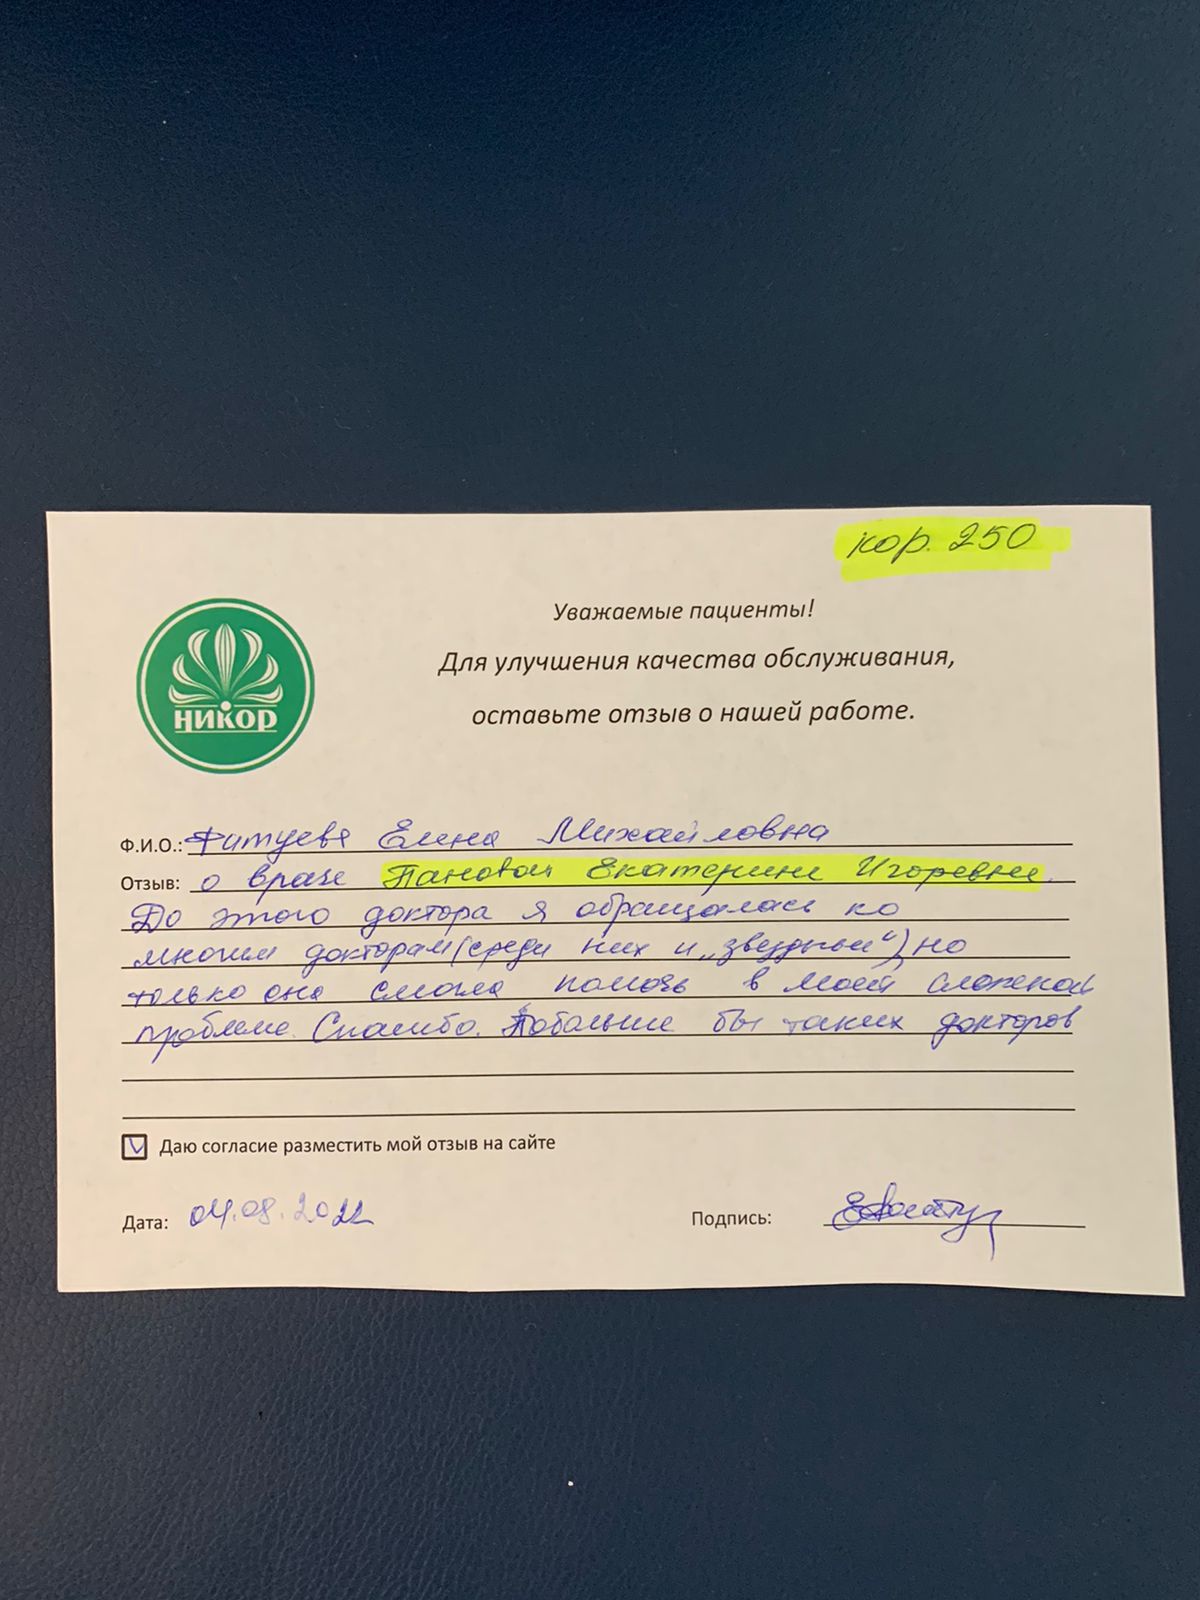 кор. 250
Уважаемые пациенты!
Для улучшения качества обслуживания,
оставьте отзыв о нашей работе.
НИКОР
Ф.И.О.: Фатуева Елена Михайловна
Отзыв: о враче Пановой Екатерине Игоревне.
До этого доктора я обращалась ко
многим докторам (среди них и „звездным“), но
только она смогла помочь в моей сложной
проблеме. Спасибо. Побольше бы таких докторов
Даю согласие разместить мой отзыв на сайте
Дата: 04.08.2022
Подпись: